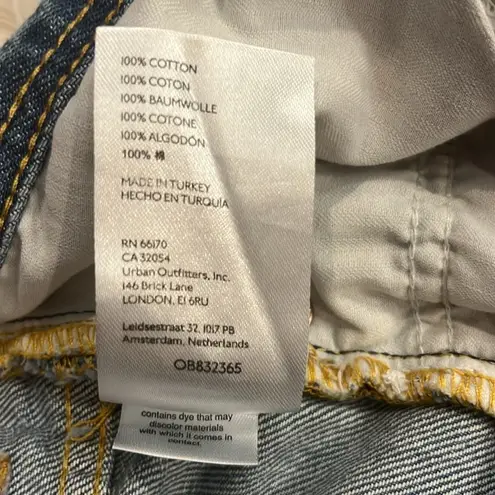 100% COTTON
100% COTON
100% BAUMWOLLE
100% COTONE
100% ALGODÓN
100% 棉
MADE IN TURKEY
HECHO EN TURQUÍA
RN 66170
CA 32054
Urban Outfitters, Inc.
146 Brick Lane
LONDON, E1 6RU
Leidsestraat 32, 1017 PB
Amsterdam, Netherlands
OB832365
contains dye that may
discolor materials
with which it comes in
contact.